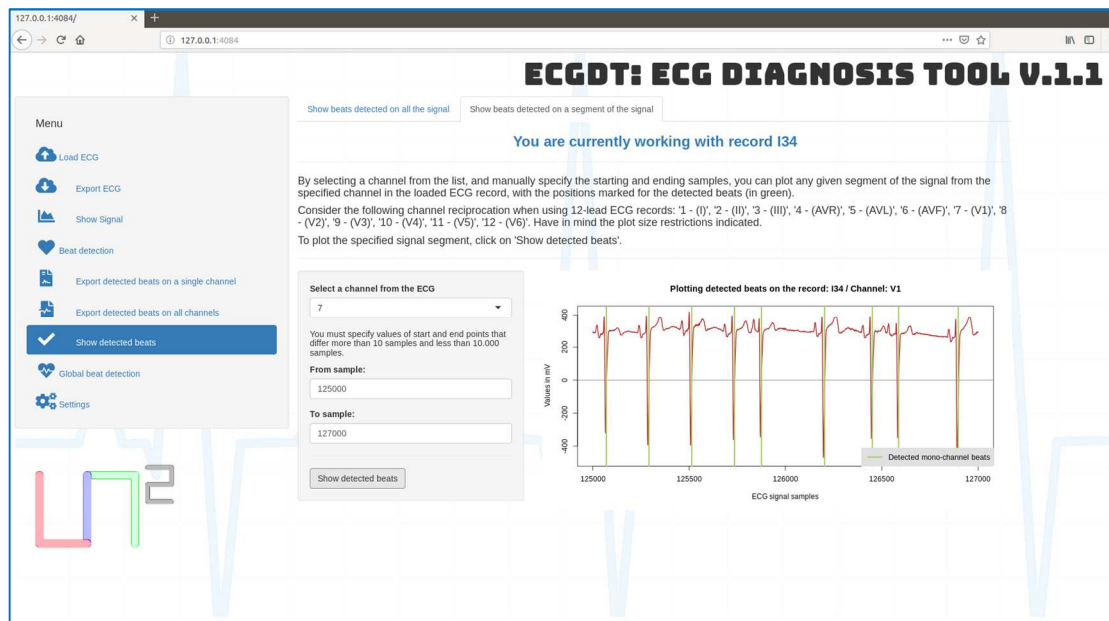 127.0.0.1:4084/
127.0.0.1:4084
ECGDT: ECG DIAGNOSIS TOOL V.1.1
Menu
Load ECG
Export ECG
Show Signal
Beat detection
Export detected beats on a single channel
Export detected beats on all channels
Show detected beats
Global beat detection
Settings
Show beats detected on all the signal
Show beats detected on a segment of the signal
You are currently working with record I34
By selecting a channel from the list, and manually specify the starting and ending samples, you can plot any given segment of the signal from the
specified channel in the loaded ECG record, with the positions marked for the detected beats (in green).
Consider the following channel reciprocation when using 12-lead ECG records: '1 - (I)', '2 - (II)', '3 - (III)', '4 - (AVR)', '5 - (AVL)', '6 - (AVF)', '7 - (V1)', '8
- (V2)', '9 - (V3)', '10 - (V4)', '11 - (V5)', '12 - (V6)'. Have in mind the plot size restrictions indicated.
To plot the specified signal segment, click on 'Show detected beats'.
Select a channel from the ECG
7
You must specify values of start and end points that
differ more than 10 samples and less than 10.000
samples.
From sample:
125000
To sample:
127000
Show detected beats
Plotting detected beats on the record: I34 / Channel: V1
Values in mV
400
200
0
-200
-400
Detected mono-channel beats
125000 125500 126000 126500 127000
ECG signal samples
un2